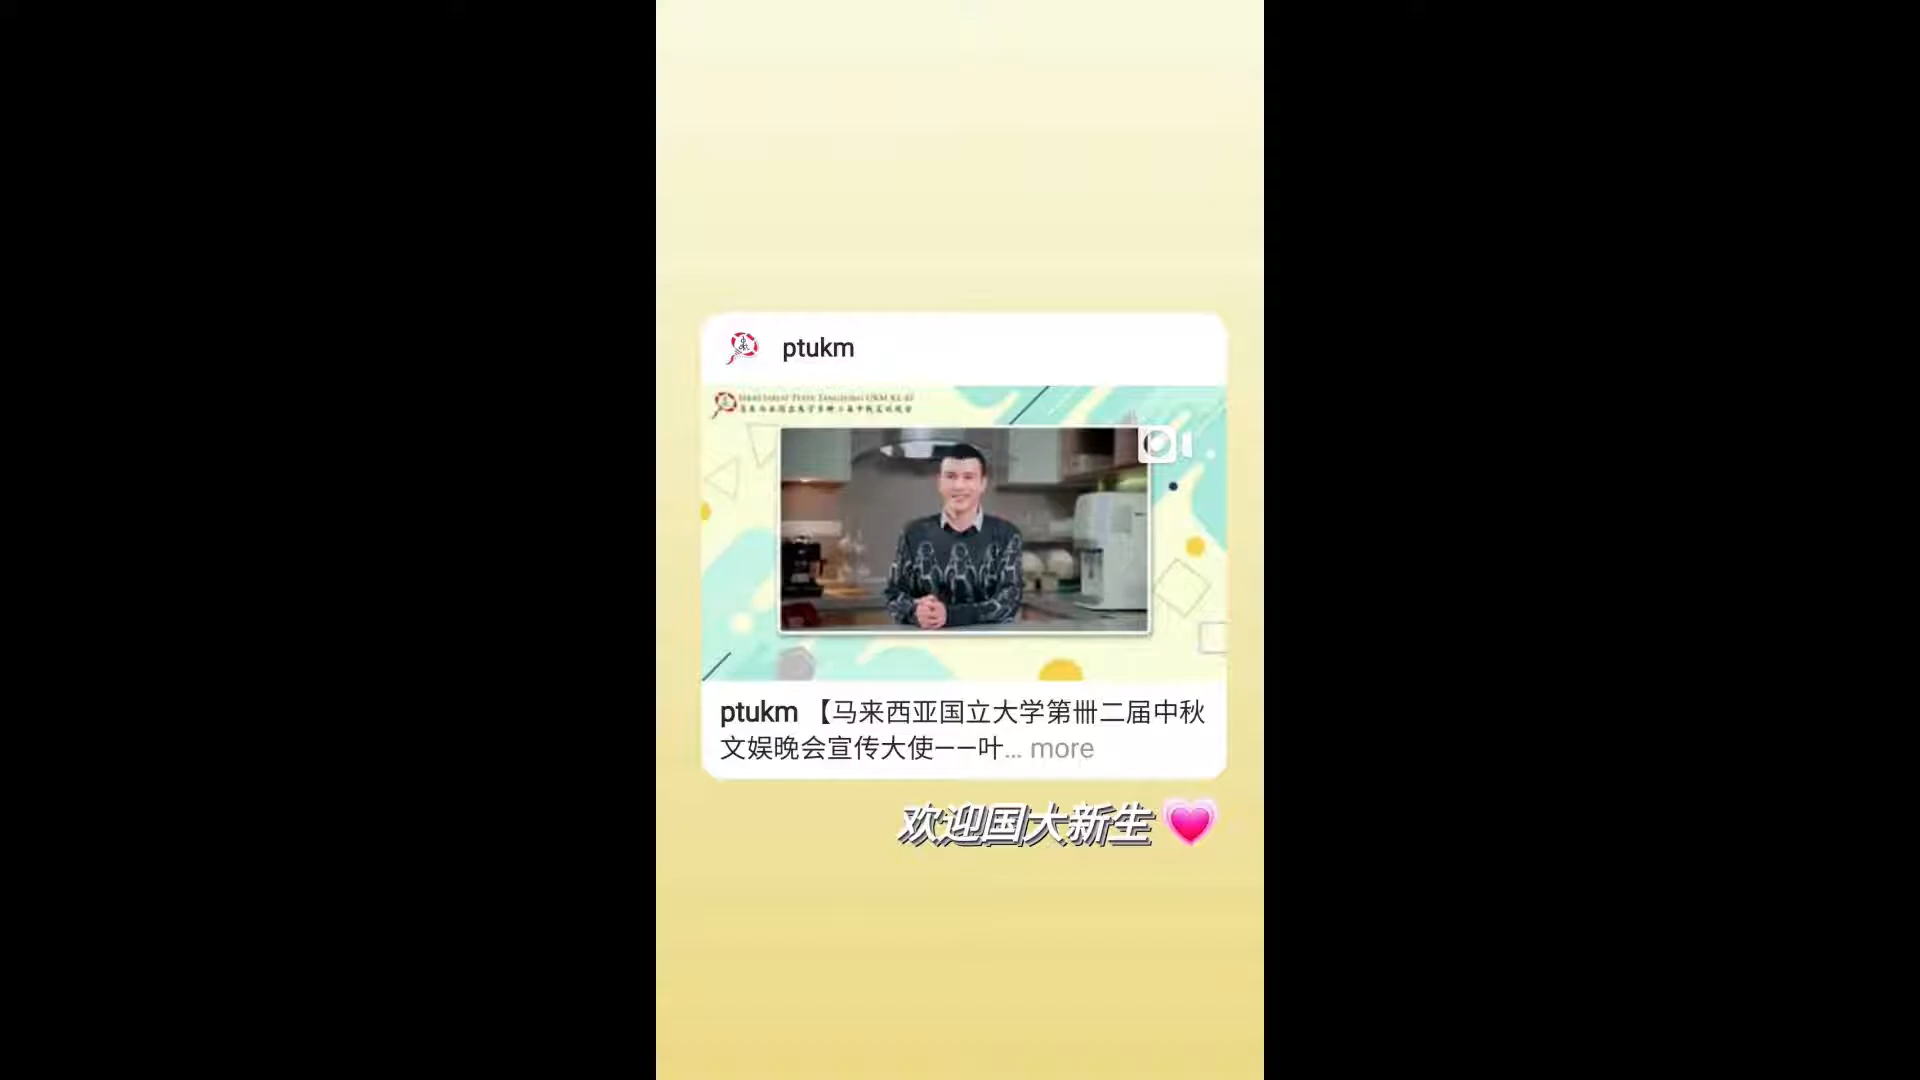 ptukm
ptukm 【马来西亚国立大学第卌二届中秋
文娱晚会宣传大使——叶... more
欢迎国大新生